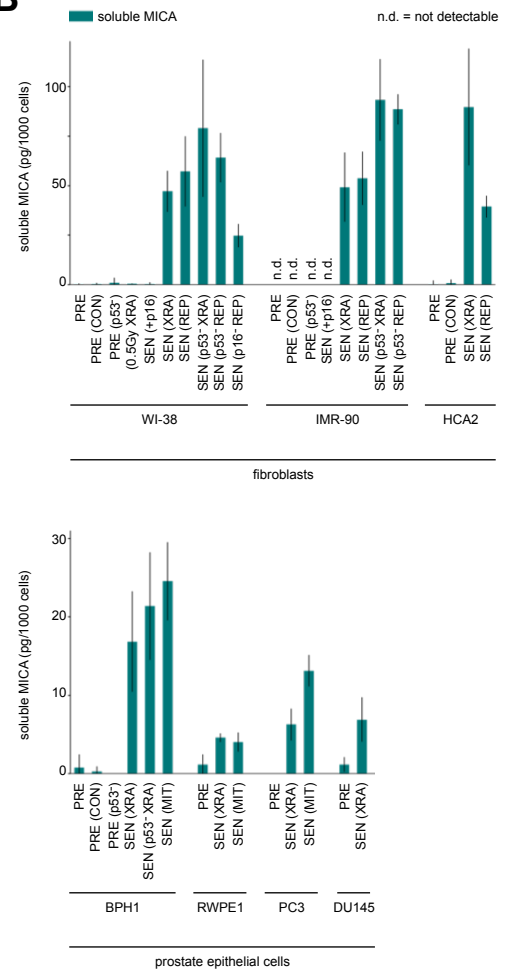 B
soluble MICA
n.d. = not detectable
soluble MICA (pg/1000 cells)
100
50
0
n.d.
n.d.
n.d.
n.d.
PRE
PRE (CON)
PRE (p53-)
(0.5Gy XRA)
SEN (+p16)
SEN (XRA)
SEN (REP)
SEN (p53- XRA)
SEN (p53- REP)
SEN (p16- REP)
PRE
PRE (CON)
PRE (p53-)
SEN (+p16)
SEN (XRA)
SEN (REP)
SEN (p53- XRA)
SEN (p53- REP)
PRE
PRE (CON)
SEN (XRA)
SEN (REP)
WI-38
IMR-90
HCA2
fibroblasts
soluble MICA (pg/1000 cells)
30
20
10
0
PRE
PRE (CON)
PRE (p53-)
SEN (XRA)
SEN (p53- XRA)
SEN (MIT)
PRE
SEN (XRA)
SEN (MIT)
PRE
SEN (XRA)
SEN (MIT)
PRE
SEN (XRA)
BPH1
RWPE1
PC3
DU145
prostate epithelial cells